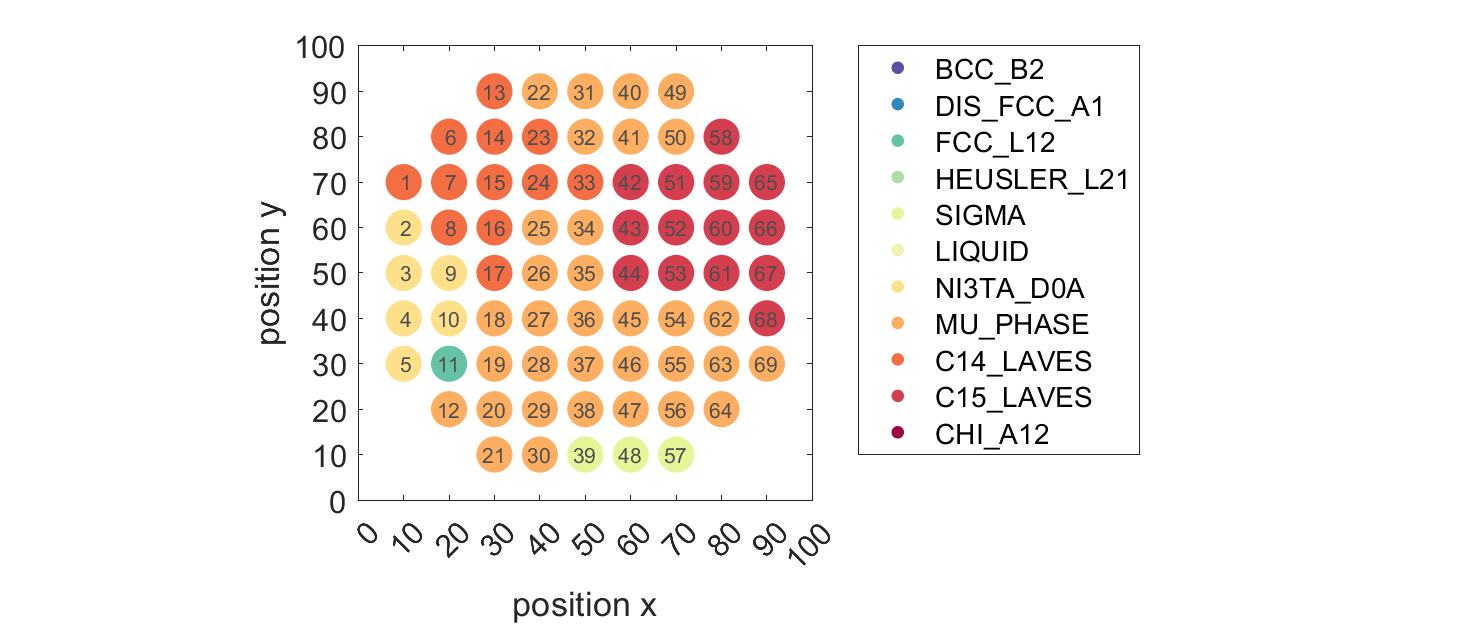 100
90 13 22 31 40 49
80 6 14 23 32 41 50 58
70 1 7 15 24 33 42 51 59 65
60 2 8 16 25 34 43 52 60 66
50 3 9 17 26 35 44 53 61 67
40 4 10 18 27 36 45 54 62 68
30 5 11 19 28 37 46 55 63 69
20 12 20 29 38 47 56 64
10 21 30 39 48 57
0
0 10 20 30 40 50 60 70 80 90 100
position x
position y
BCC_B2
DIS_FCC_A1
FCC_L12
HEUSLER_L21
SIGMA
LIQUID
NI3TA_D0A
MU_PHASE
C14_LAVES
C15_LAVES
CHI_A12